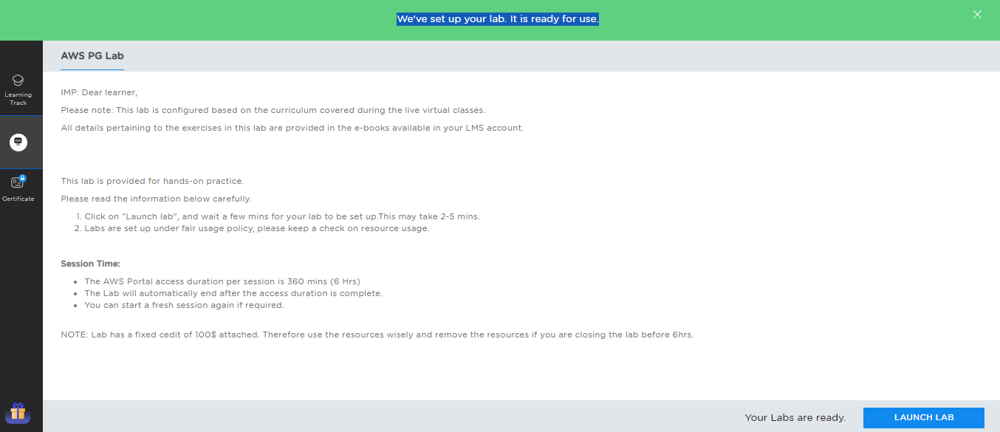 We've set up your lab. It is ready for use.
AWS PG Lab
Learning
Track
Certificate
IMP: Dear learner,
Please note: This lab is configured based on the curriculum covered during the live virtual classes.
All details pertaining to the exercises in this lab are provided in the e-books available in your LMS account.
This lab is provided for hands-on practice.
Please read the information below carefully.
1. Click on "Launch lab", and wait a few mins for your lab to be set up.This may take 2-5 mins.
2. Labs are set up under fair usage policy, please keep a check on resource usage.
Session Time:
• The AWS Portal access duration per session is 360 mins (6 Hrs)
• The Lab will automatically end after the access duration is complete.
• You can start a fresh session again if required.
NOTE: Lab has a fixed cedit of 100$ attached. Therefore use the resources wisely and remove the resources if you are closing the lab before 6hrs.
Your Labs are ready.
LAUNCH LAB